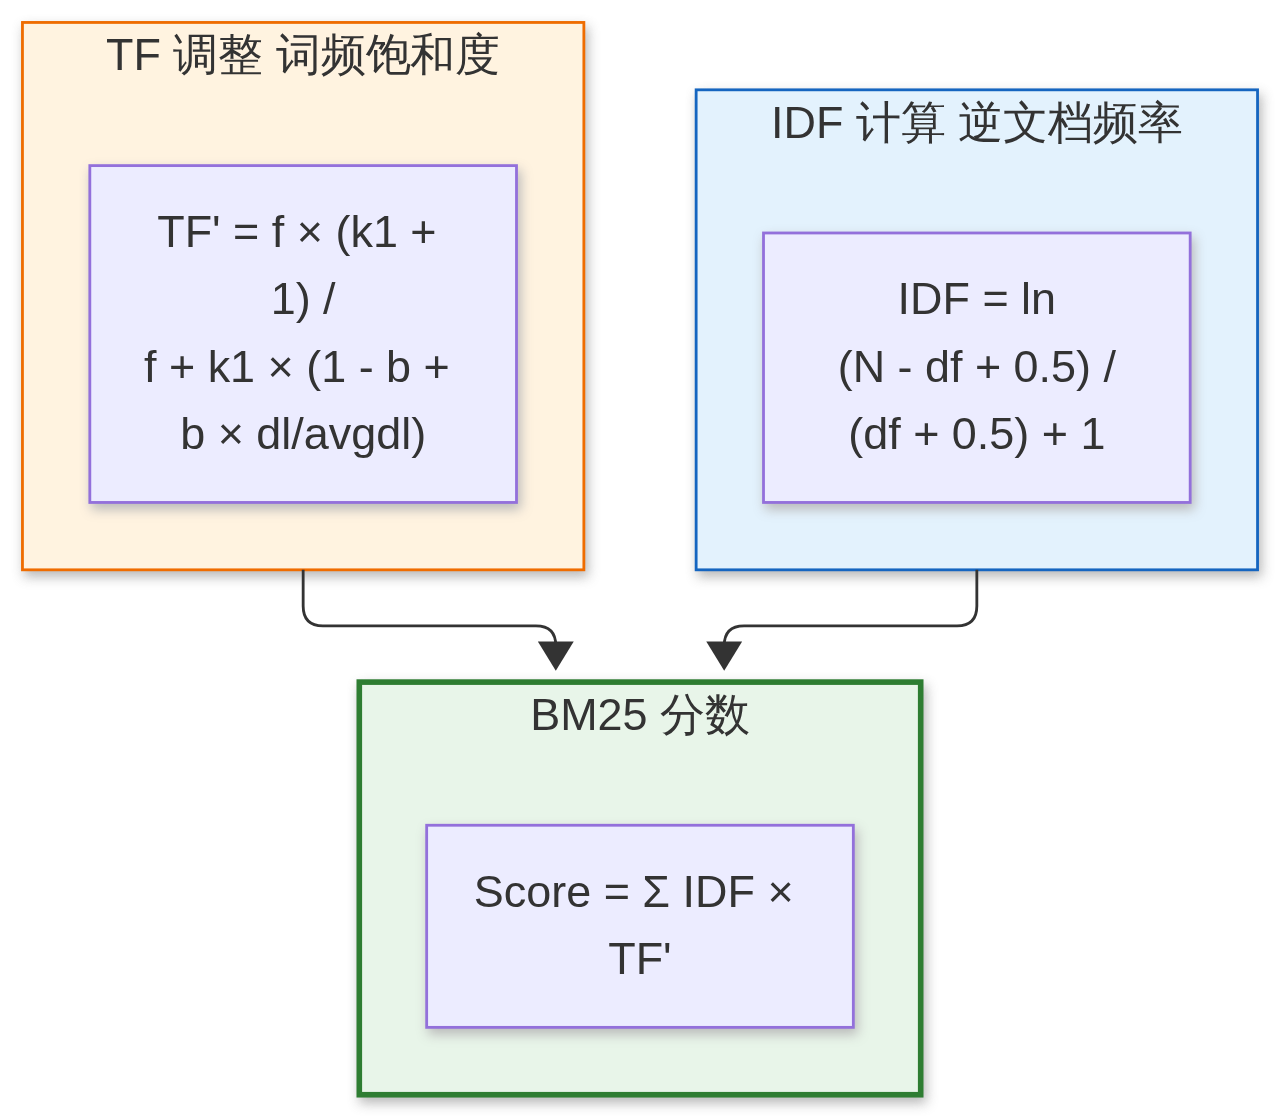 TF 调整 词频饱和度
TF' = f × (k1 +
1) /
f + k1 × (1 - b +
b × dl/avgdl)
IDF 计算 逆文档频率
IDF = ln
(N - df + 0.5) /
(df + 0.5) + 1
BM25 分数
Score = Σ IDF ×
TF'